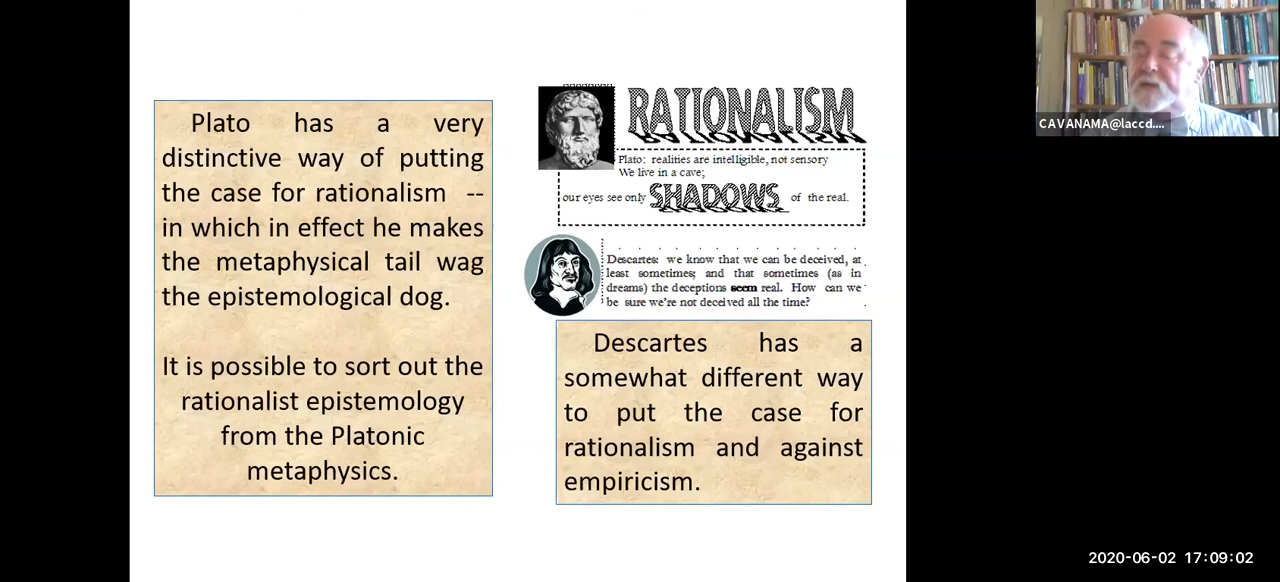 Plato has a very
distinctive way of putting
the case for rationalism --
in which in effect he makes
the metaphysical tail wag
the epistemological dog.
It is possible to sort out the
rationalist epistemology
from the Platonic
metaphysics.
RATIONALISM
Plato: realities are intelligible, not sensory
We live in a cave;
our eyes see only SHADOWS of the real.
Descartes: we know that we can be deceived, at
least sometimes; and that sometimes (as in
dreams) the deceptions seem real. How can we
be sure we're not deceived all the time?
Descartes has a
somewhat different way
to put the case for
rationalism and against
empiricism.
CAVANAMA@laccd....
2020-06-02 17:09:02